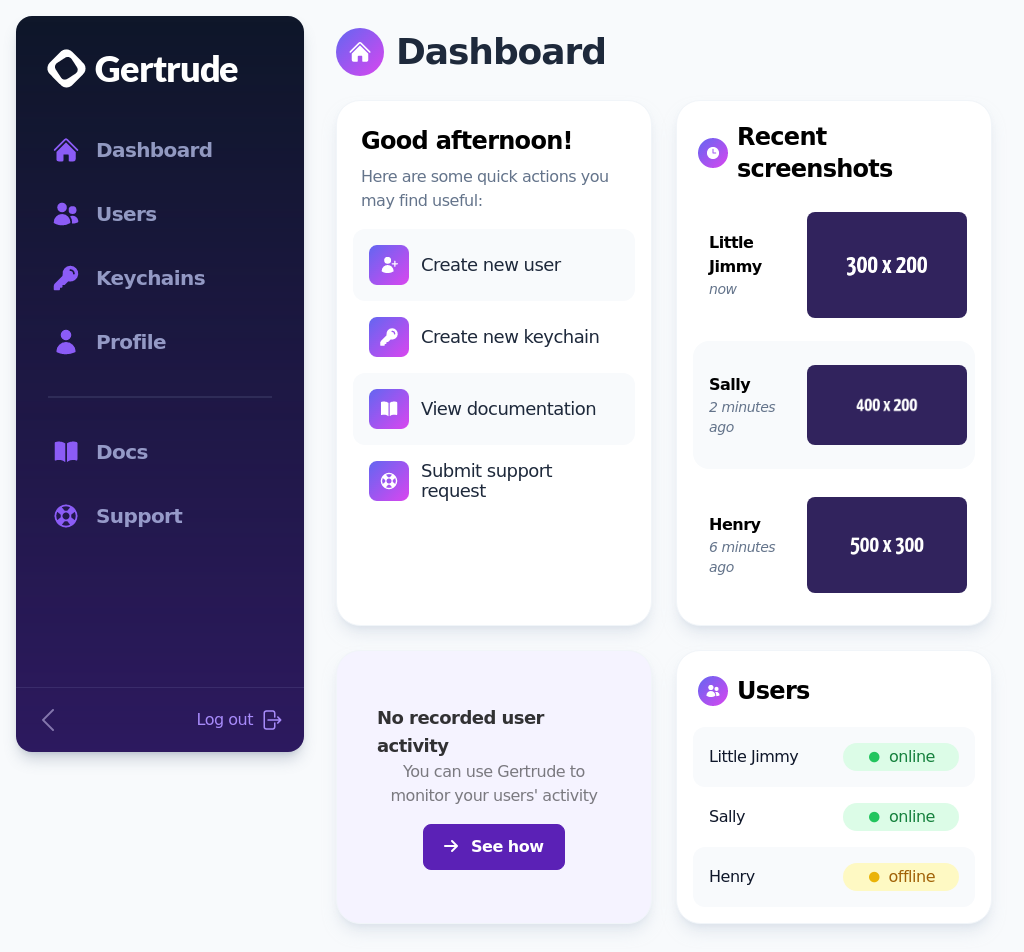 Gertrude
Dashboard
Users
Keychains
Profile
Docs
Support
Log out
Dashboard
Good afternoon!
Here are some quick actions you
may find useful:
Create new user
Create new keychain
View documentation
Submit support
request
Recent
screenshots
Little
Jimmy
now
300 x 200
Sally
2 minutes
ago
400 x 200
Henry
6 minutes
ago
500 x 300
No recorded user
activity
You can use Gertrude to
monitor your users' activity
See how
Users
Little Jimmy
online
Sally
online
Henry
offline